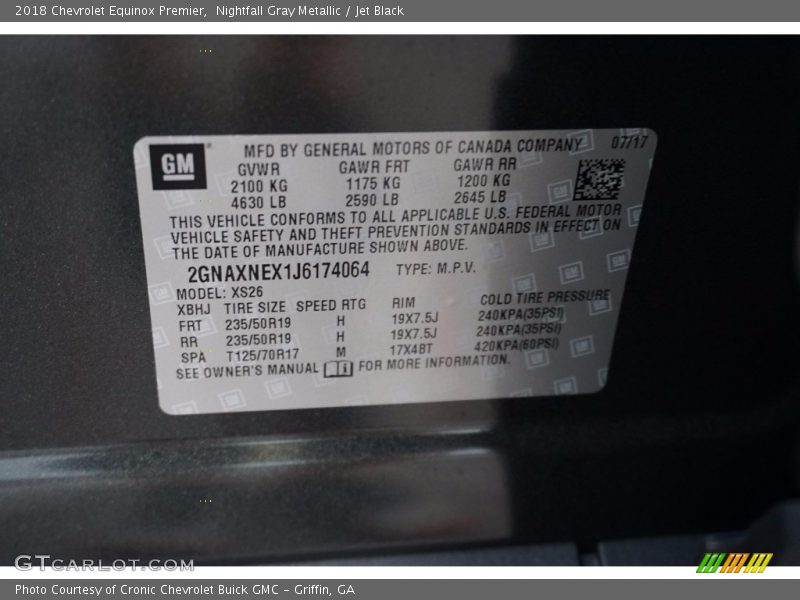 2018 Chevrolet Equinox Premier,  Nightfall Gray Metallic / Jet Black
GM
MFD BY GENERAL MOTORS OF CANADA COMPANY 07/17
GVWR GAWR FRT GAWR RR
2100 KG 1175 KG 1200 KG
4630 LB 2590 LB 2645 LB
THIS VEHICLE CONFORMS TO ALL APPLICABLE U.S. FEDERAL MOTOR
VEHICLE SAFETY AND THEFT PREVENTION STANDARDS IN EFFECT ON
THE DATE OF MANUFACTURE SHOWN ABOVE.
2GNAXNEX1J6174064 TYPE: M.P.V.
MODEL: XS26
XBHJ TIRE SIZE SPEED RTG RIM COLD TIRE PRESSURE
FRT 235/50R19 H 19X7.5J 240KPA(35PSI)
RR 235/50R19 H 19X7.5J 240KPA(35PSI)
SPA T125/70R17 M 17X4BT 420KPA(60PSI)
SEE OWNER'S MANUAL FOR MORE INFORMATION.
GTCARLOT.COM
Photo Courtesy of Cronic Chevrolet Buick GMC – Griffin, GA